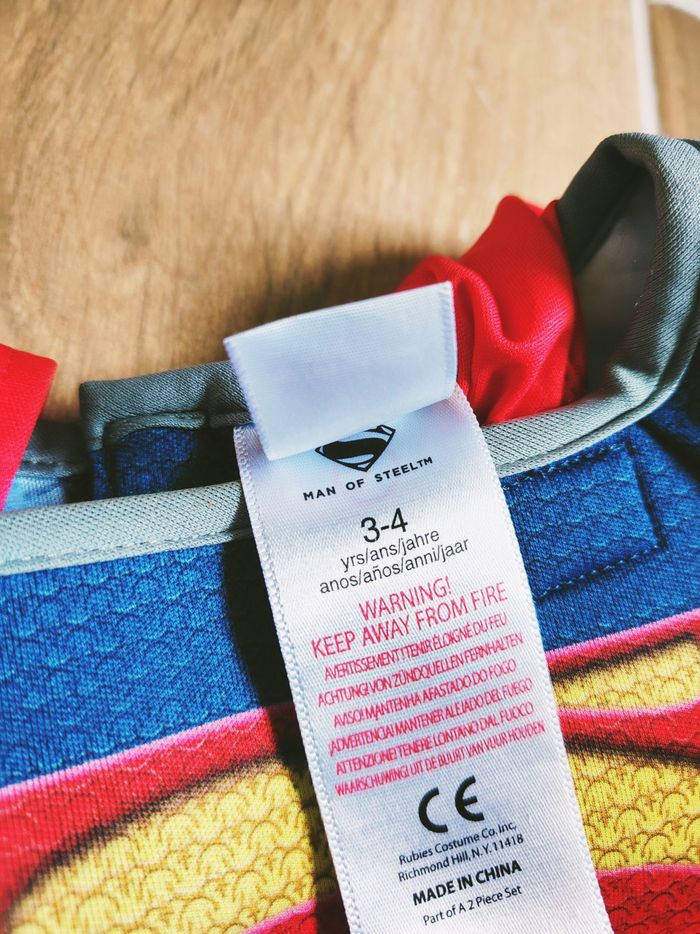 MAN OF STEEL™
3-4
yrs/ans/jahre
anos/años/anni/jaar
WARNING!
KEEP AWAY FROM FIRE
AVERTISSEMENT! TENIR ÉLOIGNÉ DU FEU
ACHTUNG! VON ZÜNDQUELLEN FERNHALTEN
AVISO! MANTENHA AFASTADO DO FOGO
¡ADVERTENCIA! MANTENER ALEJADO DEL FUEGO
ATTENZIONE! TENERE LONTANO DAL FUOCO
WAARSCHUWING! UIT DE BUURT VAN VUUR HOUDEN
CE
Rubies Costume Co. Inc.
Richmond Hill, N.Y. 11418
MADE IN CHINA
Part of A 2 Piece Set